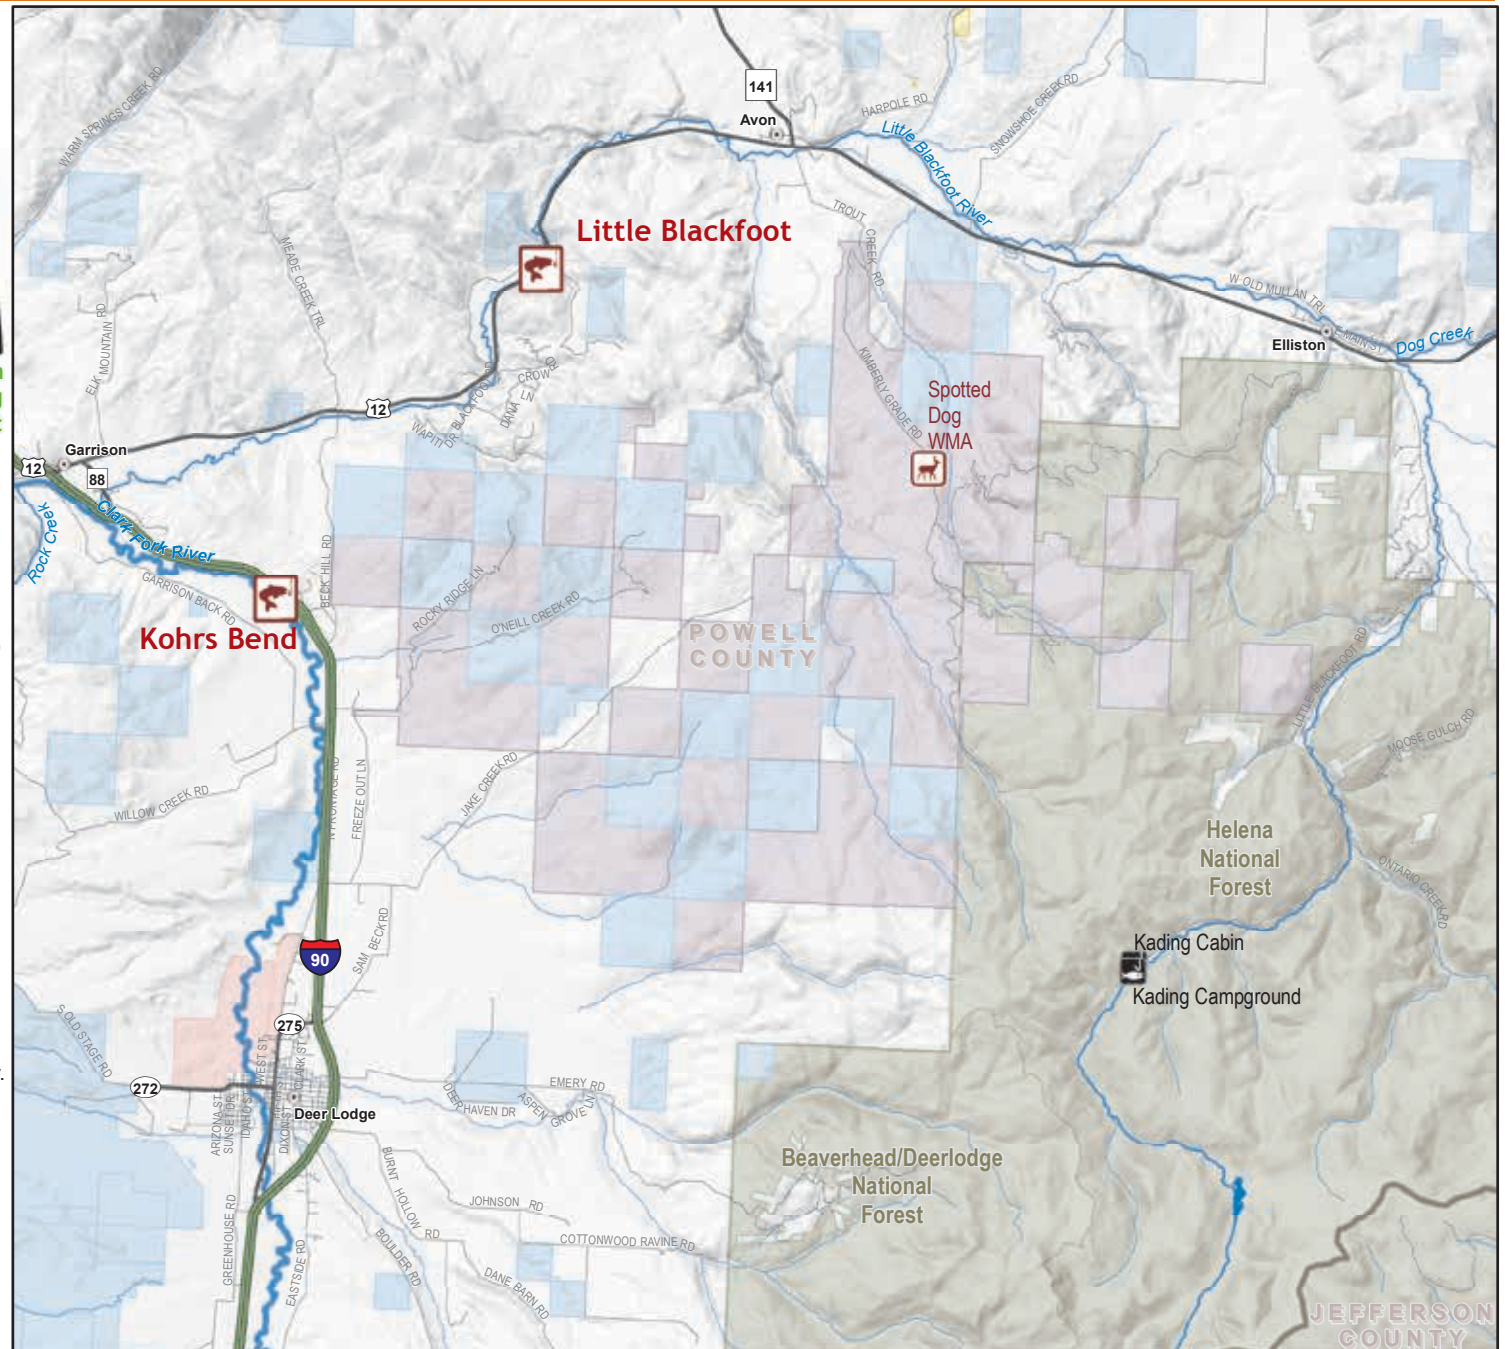 WARM SPRINGS CREEK RD
141
Avon
HARPOLE RD
SNOWSHOE CREEK RD
Little Blackfoot River
Little Blackfoot
TROUT CREEK RD
MEADE CREEK TRL
ELK MOUNTAIN RD
W OLD MULLAN TRL
E MAIN ST
Elliston
Dog Creek
KIMBERLY GRADE RD
Spotted
Dog
WMA
CROW RD
DANA LN
WAPITI
DR
BLACKFOOT RD
12
Garrison
12
88
Clark Fork River
Rock Creek
GARRISON BACK RD
BECK HILL RD
Kohrs Bend
ROCKY RIDGE LN
O'NEILL CREEK RD
POWELL
COUNTY
LITTLE BLACKFOOT RD
MOOSE GULCH RD
WILLOW CREEK RD
N FRONTAGE RD
FREEZE OUT LN
JAKE CREEK RD
Helena
National
Forest
ONTARIO CREEK RD
SAM BECK RD
90
Kading Cabin
Kading Campground
S OLD STAGE RD
275
272
WEST ST
CLARK ST
ARIZONA ST
SUNSET DR
IDAHO ST
DIXON ST
Deer Lodge
EMERY RD
DEER HAVEN DR
ASPEN GROVE LN
Beaverhead/Deerlodge
National
Forest
BURNT HOLLOW RD
JOHNSON RD
COTTONWOOD RAVINE RD
GREENHOUSE RD
EASTSIDE RD
BOULDER RD
DANE BARN RD
JEFFERSON
COUNTY